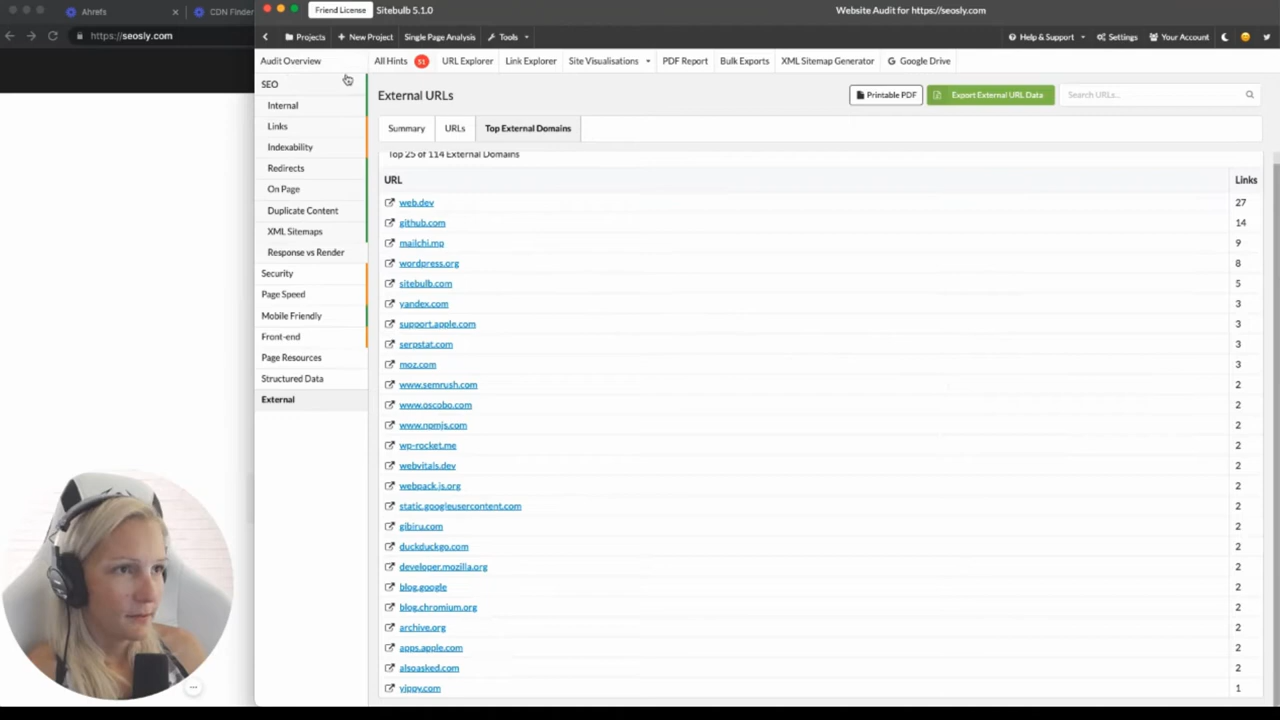 Ahrefs
CDN Finder
https://seosly.com
Friend License
Sitebulb 5.1.0
Website Audit for https://seosly.com
Projects
New Project
Single Page Analysis
Tools
Help & Support
Settings
Your Account
Audit Overview
All Hints 51
URL Explorer
Link Explorer
Site Visualisations
PDF Report
Bulk Exports
XML Sitemap Generator
Google Drive
SEO
Internal
Links
Indexability
Redirects
On Page
Duplicate Content
XML Sitemaps
Response vs Render
Security
Page Speed
Mobile Friendly
Front-end
Page Resources
Structured Data
External
External URLs
Printable PDF
Export External URL Data
Search URLs...
Summary
URLs
Top External Domains
Top 25 of 114 External Domains
URL Links
web.dev 27
github.com 14
mailchi.mp 9
wordpress.org 8
sitebulb.com 5
yandex.com 3
support.apple.com 3
serpstat.com 3
moz.com 3
www.semrush.com 2
www.oscobo.com 2
www.npmjs.com 2
wp-rocket.me 2
webvitals.dev 2
webpack.js.org 2
static.googleusercontent.com 2
gibiru.com 2
duckduckgo.com 2
developer.mozilla.org 2
blog.google 2
blog.chromium.org 2
archive.org 2
apps.apple.com 2
alsoasked.com 2
yippy.com 1